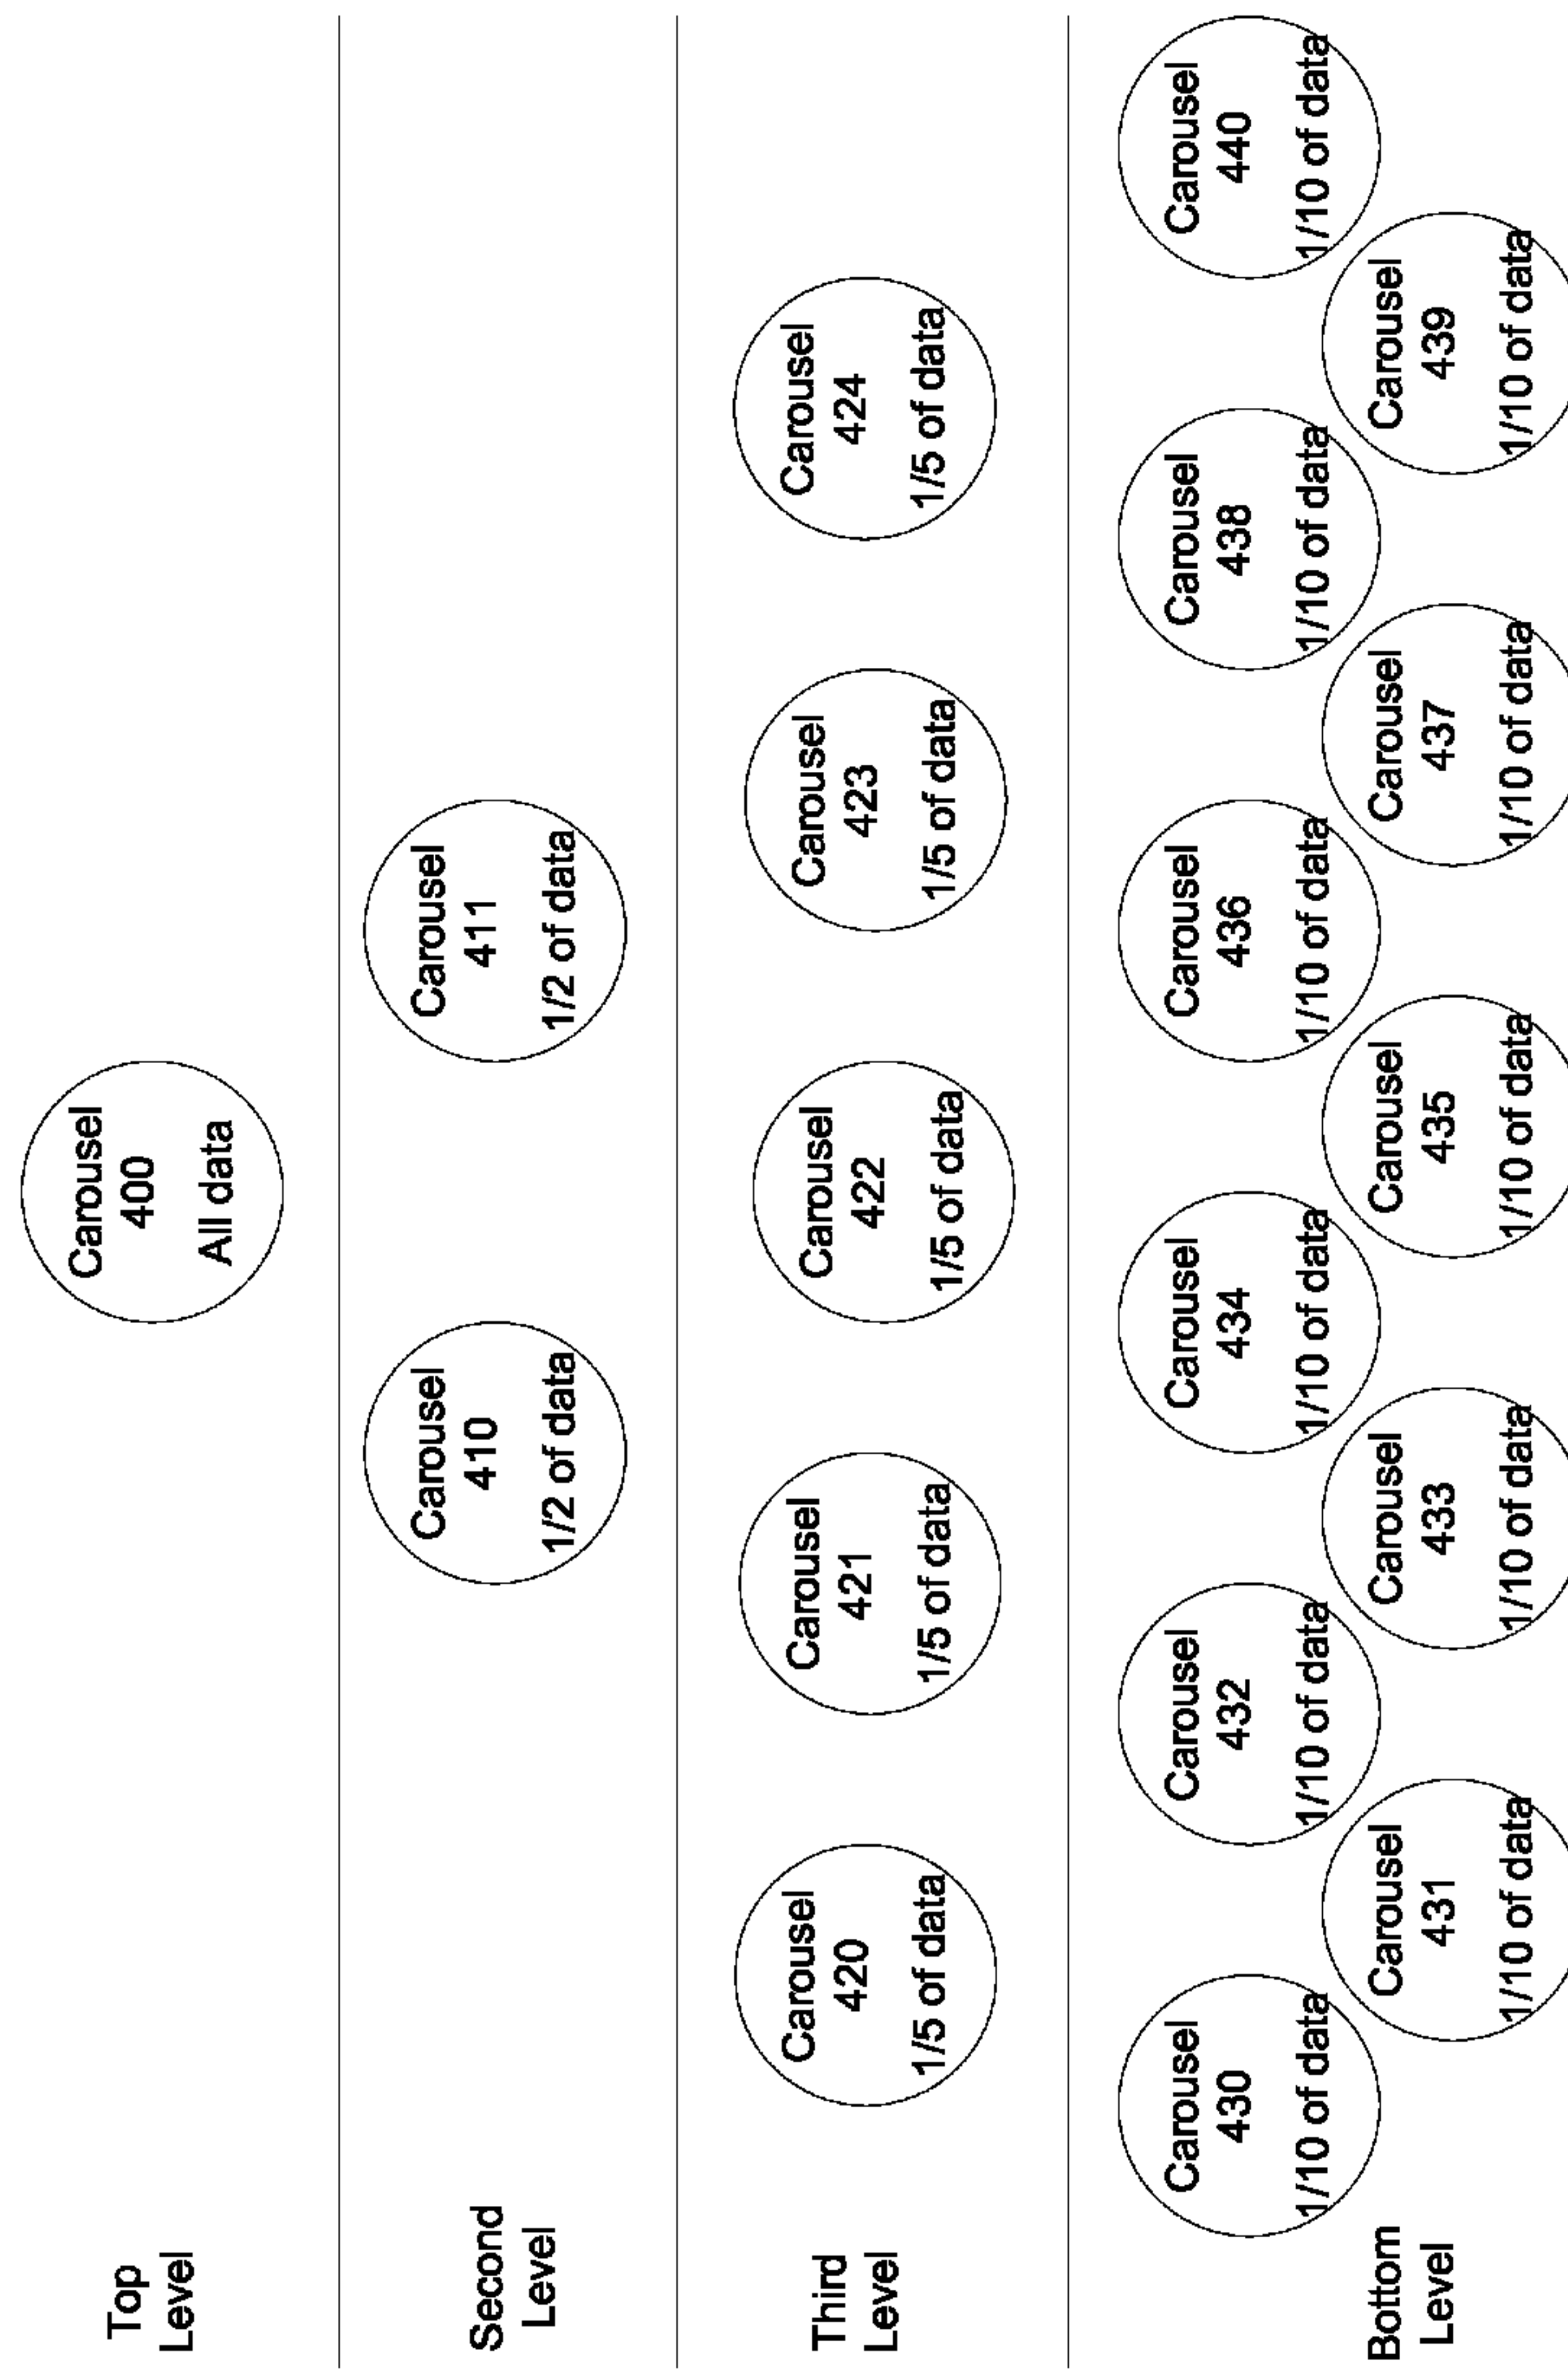 Top
Level
Carousel
400
All data
Second
Level
Carousel
410
1/2 of data
Carousel
411
1/2 of data
Third
Level
Carousel
420
1/5 of data
Carousel
421
1/5 of data
Carousel
422
1/5 of data
Carousel
423
1/5 of data
Carousel
424
1/5 of data
Bottom
Level
Carousel
430
1/10 of data
Carousel
431
1/10 of data
Carousel
432
1/10 of data
Carousel
433
1/10 of data
Carousel
434
1/10 of data
Carousel
435
1/10 of data
Carousel
436
1/10 of data
Carousel
437
1/10 of data
Carousel
438
1/10 of data
Carousel
439
1/10 of data
Carousel
440
1/10 of data